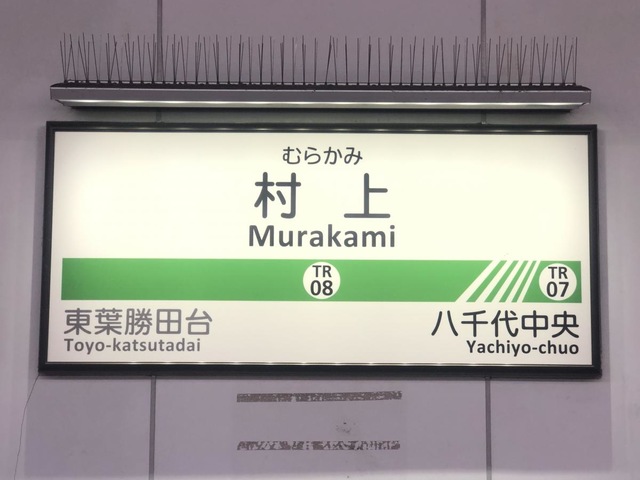 むらかみ
村上
Murakami
TR
08
TR
07
東葉勝田台
Toyo-katsutadai
八千代中央
Yachiyo-chuo